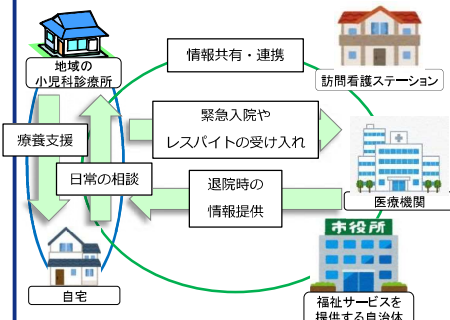 地域の
小児科診療所
情報共有・連携
訪問看護ステーション
緊急入院や
レスパイトの受け入れ
療養支援
日常の相談
退院時の
情報提供
医療機関
市役所
自宅
福祉サービスを
提供する自治体